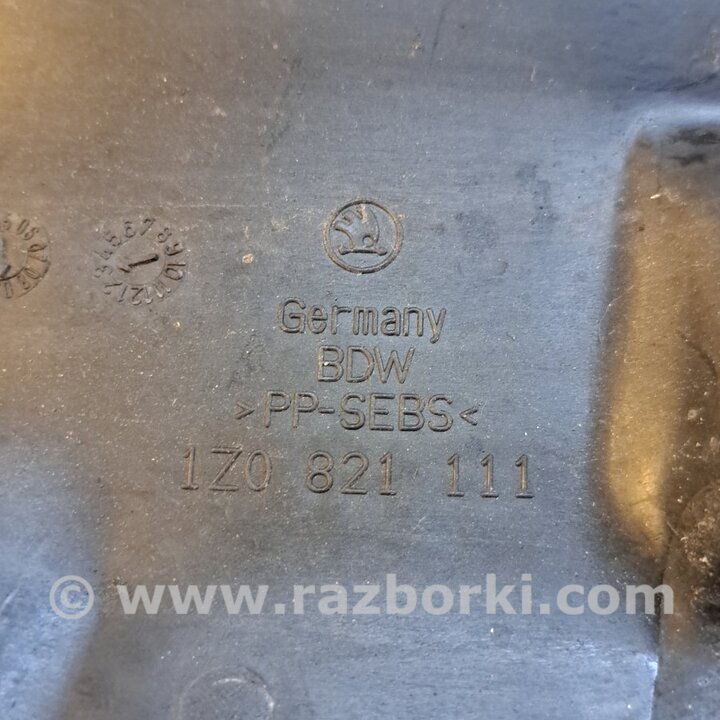 Germany
BDW
>PP-SEBS<
1Z0 821 111
© www.razborki.com